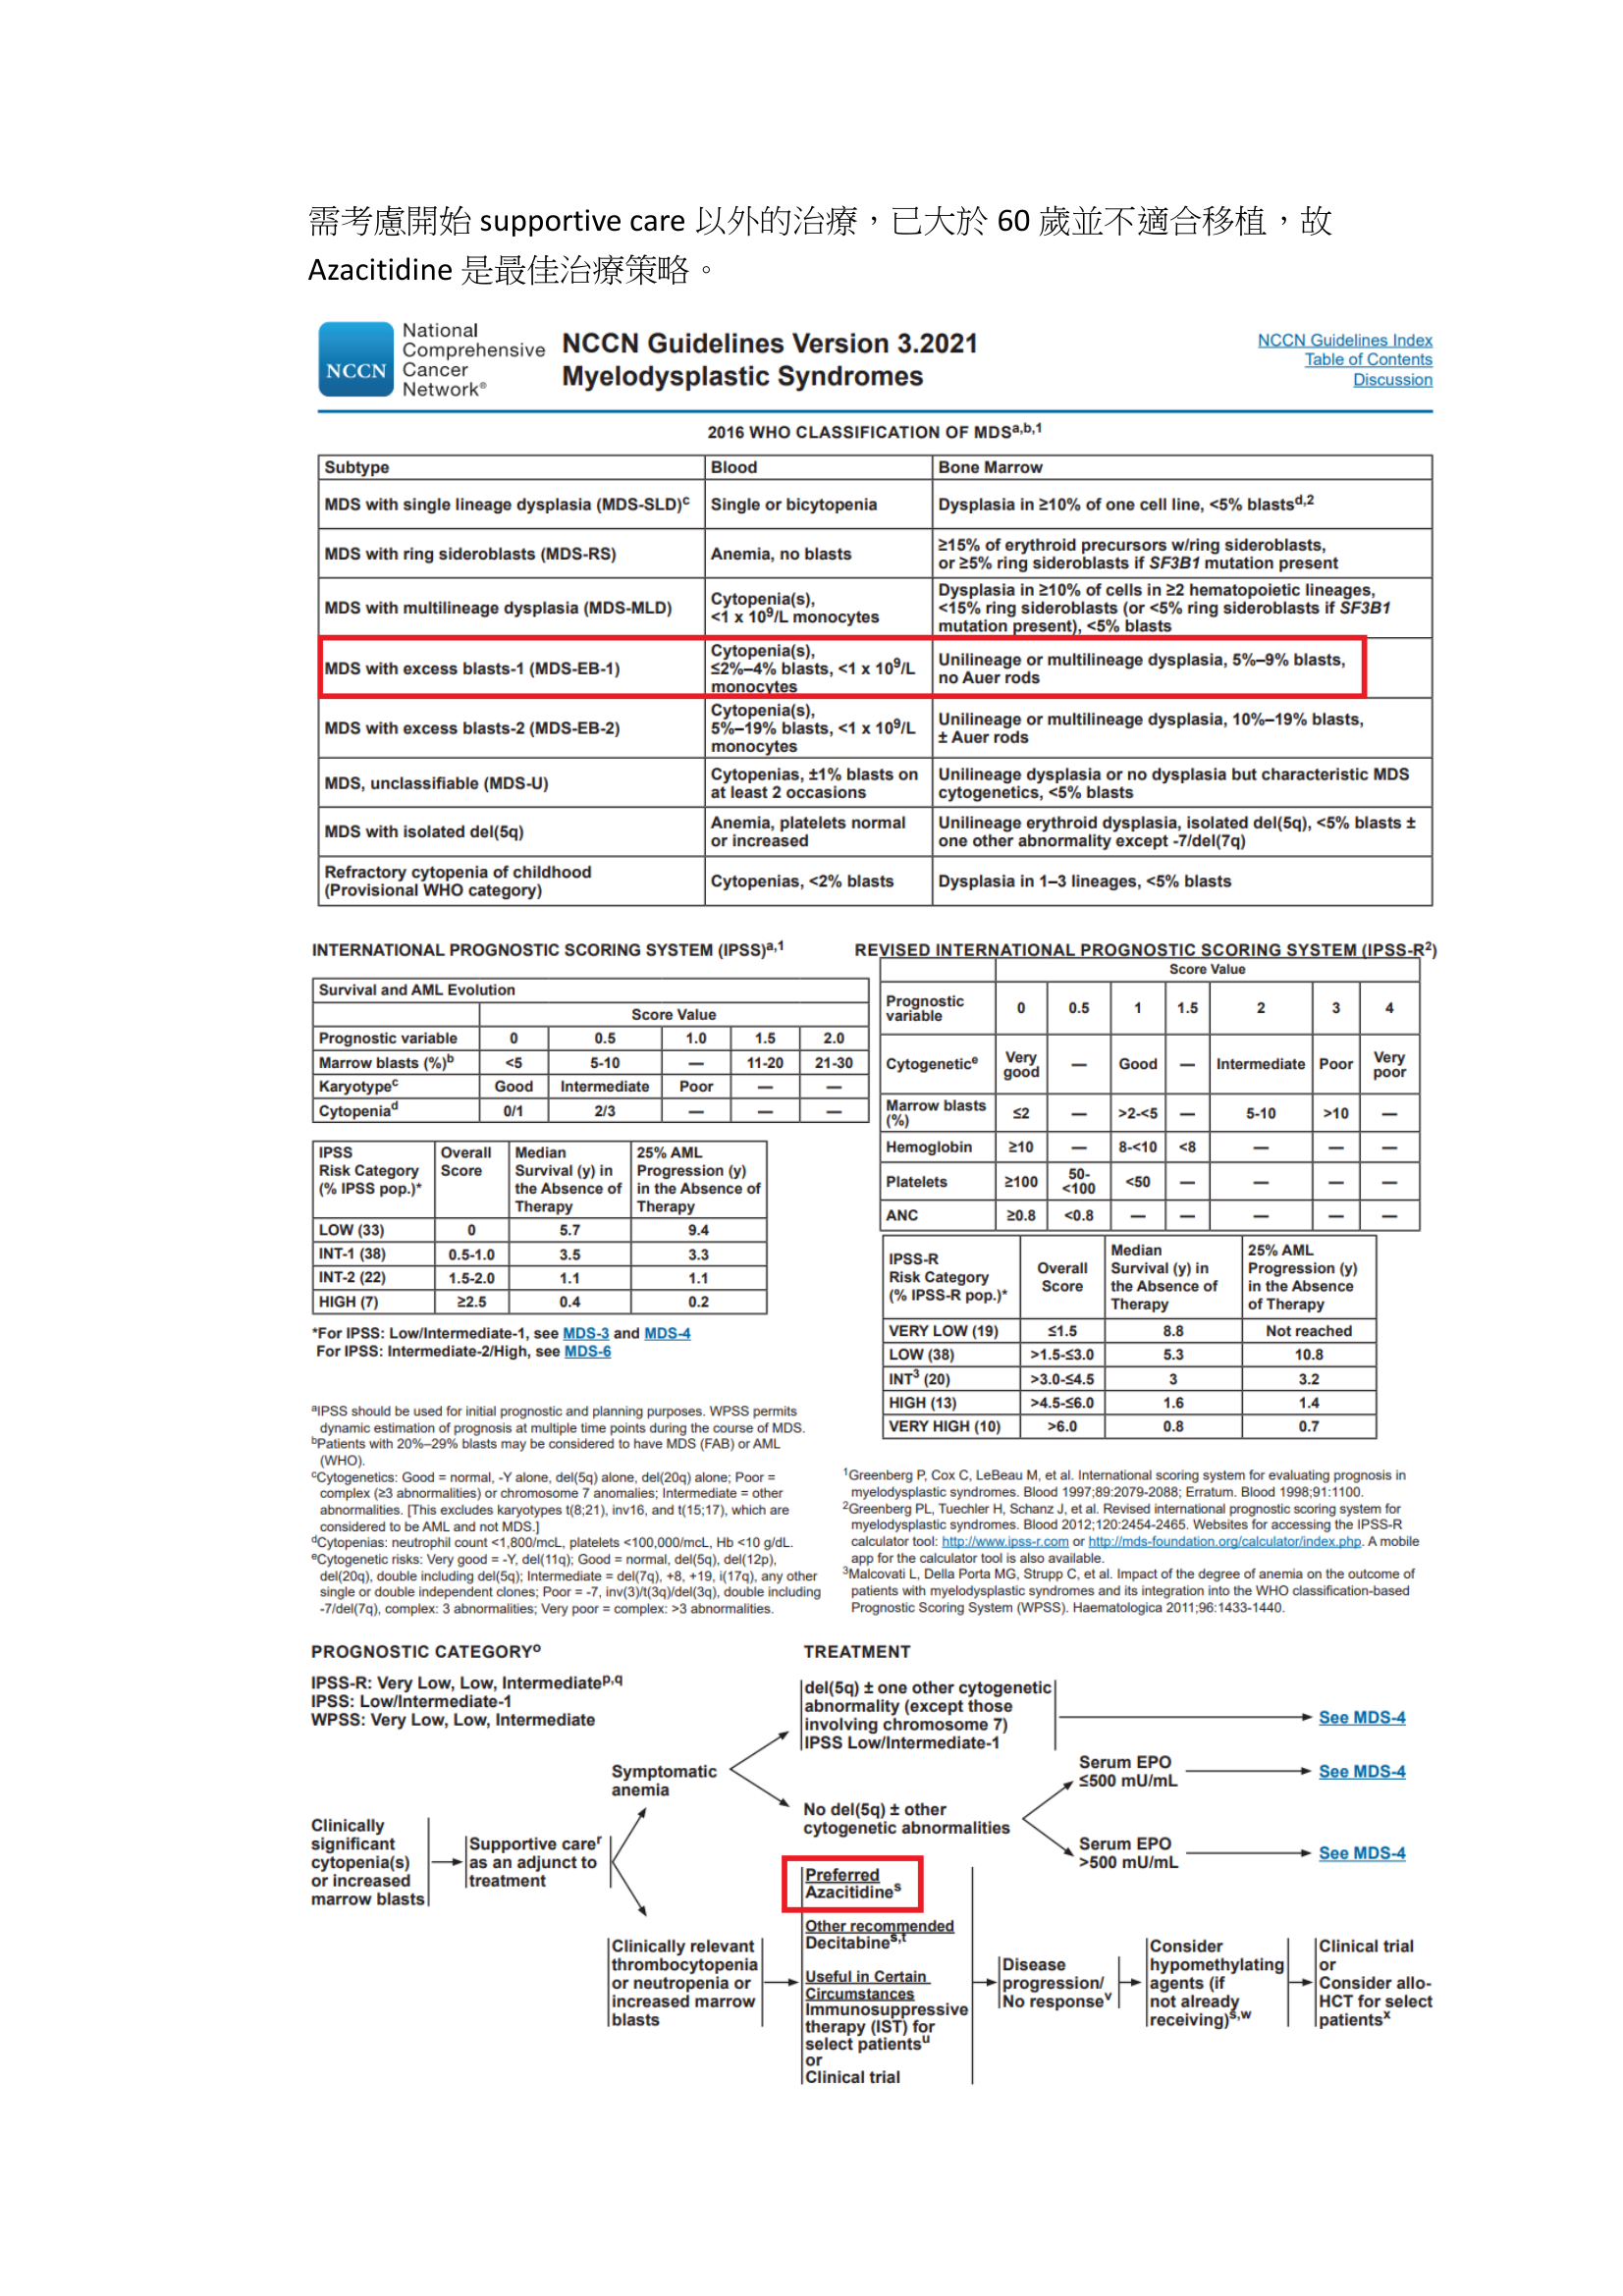 需考慮開始 supportive care 以外的治療，已大於 60 歲並不適合移植，故
Azacitidine 是最佳治療策略。
NCCN
National
Comprehensive
Cancer
Network®
NCCN Guidelines Version 3.2021
Myelodysplastic Syndromes
NCCN Guidelines Index
Table of Contents
Discussion
2016 WHO CLASSIFICATION OF MDSa,b,1
Subtype Blood Bone Marrow
MDS with single lineage dysplasia (MDS-SLD)c Single or bicytopenia Dysplasia in ≥10% of one cell line, <5% blastsd,2
MDS with ring sideroblasts (MDS-RS) Anemia, no blasts ≥15% of erythroid precursors w/ring sideroblasts,
or ≥5% ring sideroblasts if SF3B1 mutation present
MDS with multilineage dysplasia (MDS-MLD) Cytopenia(s),
<1 x 109/L monocytes
Dysplasia in ≥10% of cells in ≥2 hematopoietic lineages,
<15% ring sideroblasts (or <5% ring sideroblasts if SF3B1
mutation present), <5% blasts
MDS with excess blasts-1 (MDS-EB-1) Cytopenia(s),
≤2%–4% blasts, <1 x 109/L
monocytes
Unilineage or multilineage dysplasia, 5%–9% blasts,
no Auer rods
MDS with excess blasts-2 (MDS-EB-2) Cytopenia(s),
5%–19% blasts, <1 x 109/L
monocytes
Unilineage or multilineage dysplasia, 10%–19% blasts,
± Auer rods
MDS, unclassifiable (MDS-U) Cytopenias, ±1% blasts on
at least 2 occasions
Unilineage dysplasia or no dysplasia but characteristic MDS
cytogenetics, <5% blasts
MDS with isolated del(5q) Anemia, platelets normal
or increased
Unilineage erythroid dysplasia, isolated del(5q), <5% blasts ±
one other abnormality except -7/del(7q)
Refractory cytopenia of childhood
(Provisional WHO category)
Cytopenias, <2% blasts Dysplasia in 1–3 lineages, <5% blasts
INTERNATIONAL PROGNOSTIC SCORING SYSTEM (IPSS)a,1
Survival and AML Evolution
Score Value
Prognostic variable 0 0.5 1.0 1.5 2.0
Marrow blasts (%)b <5 5-10 — 11-20 21-30
Karyotypec Good Intermediate Poor — —
Cytopeniad 0/1 2/3 — — —
IPSS
Risk Category
(% IPSS pop.)*
Overall
Score
Median
Survival (y) in
the Absence of
Therapy
25% AML
Progression (y)
in the Absence of
Therapy
LOW (33) 0 5.7 9.4
INT-1 (38) 0.5-1.0 3.5 3.3
INT-2 (22) 1.5-2.0 1.1 1.1
HIGH (7) ≥2.5 0.4 0.2
*For IPSS: Low/Intermediate-1, see MDS-3 and MDS-4
For IPSS: Intermediate-2/High, see MDS-6
REVISED INTERNATIONAL PROGNOSTIC SCORING SYSTEM (IPSS-R2)
Score Value
Prognostic
variable
0 0.5 1 1.5 2 3 4
Cytogenetice Very
good
— Good — Intermediate Poor Very
poor
Marrow blasts
(%)
≤2 — >2-<5 — 5-10 >10 —
Hemoglobin ≥10 — 8-<10 <8 — — —
Platelets ≥100 50-
<100
<50 — — — —
ANC ≥0.8 <0.8 — — — — —
IPSS-R
Risk Category
(% IPSS-R pop.)*
Overall
Score
Median
Survival (y) in
the Absence of
Therapy
25% AML
Progression (y)
in the Absence
of Therapy
VERY LOW (19) ≤1.5 8.8 Not reached
LOW (38) >1.5-≤3.0 5.3 10.8
INT3 (20) >3.0-≤4.5 3 3.2
HIGH (13) >4.5-≤6.0 1.6 1.4
VERY HIGH (10) >6.0 0.8 0.7
aIPSS should be used for initial prognostic and planning purposes. WPSS permits
dynamic estimation of prognosis at multiple time points during the course of MDS.
bPatients with 20%–29% blasts may be considered to have MDS (FAB) or AML
(WHO).
cCytogenetics: Good = normal, -Y alone, del(5q) alone, del(20q) alone; Poor =
complex (≥3 abnormalities) or chromosome 7 anomalies; Intermediate = other
abnormalities. [This excludes karyotypes t(8;21), inv16, and t(15;17), which are
considered to be AML and not MDS.]
dCytopenias: neutrophil count <1,800/mcL, platelets <100,000/mcL, Hb <10 g/dL.
eCytogenetic risks: Very good = -Y, del(11q); Good = normal, del(5q), del(12p),
del(20q), double including del(5q); Intermediate = del(7q), +8, +19, i(17q), any other
single or double independent clones; Poor = -7, inv(3)/t(3q)/del(3q), double including
-7/del(7q), complex: 3 abnormalities; Very poor = complex: >3 abnormalities.
1Greenberg P, Cox C, LeBeau M, et al. International scoring system for evaluating prognosis in
myelodysplastic syndromes. Blood 1997;89:2079-2088; Erratum. Blood 1998;91:1100.
2Greenberg PL, Tuechler H, Schanz J, et al. Revised international prognostic scoring system for
myelodysplastic syndromes. Blood 2012;120:2454-2465. Websites for accessing the IPSS-R
calculator tool: http://www.ipss-r.com or http://mds-foundation.org/calculator/index.php. A mobile
app for the calculator tool is also available.
3Malcovati L, Della Porta MG, Strupp C, et al. Impact of the degree of anemia on the outcome of
patients with myelodysplastic syndromes and its integration into the WHO classification-based
Prognostic Scoring System (WPSS). Haematologica 2011;96:1433-1440.
PROGNOSTIC CATEGORYo
IPSS-R: Very Low, Low, Intermediatep,q
IPSS: Low/Intermediate-1
WPSS: Very Low, Low, Intermediate
TREATMENT
Clinically
significant
cytopenia(s)
or increased
marrow blasts
Supportive carer
as an adjunct to
treatment
Symptomatic
anemia
del(5q) ± one other cytogenetic
abnormality (except those
involving chromosome 7)
IPSS Low/Intermediate-1
See MDS-4
No del(5q) ± other
cytogenetic abnormalities
Serum EPO
≤500 mU/mL
See MDS-4
Serum EPO
>500 mU/mL
See MDS-4
Clinically relevant
thrombocytopenia
or neutropenia or
increased marrow
blasts
Preferred
Azacitidines
Other recommended
Decitabines,t
Useful in Certain
Circumstances
Immunosuppressive
therapy (IST) for
select patientsu
or
Clinical trial
Disease
progression/
No responsev
Consider
hypomethylating
agents (if
not already
receiving)s,w
Clinical trial
or
Consider allo-
HCT for select
patientsx